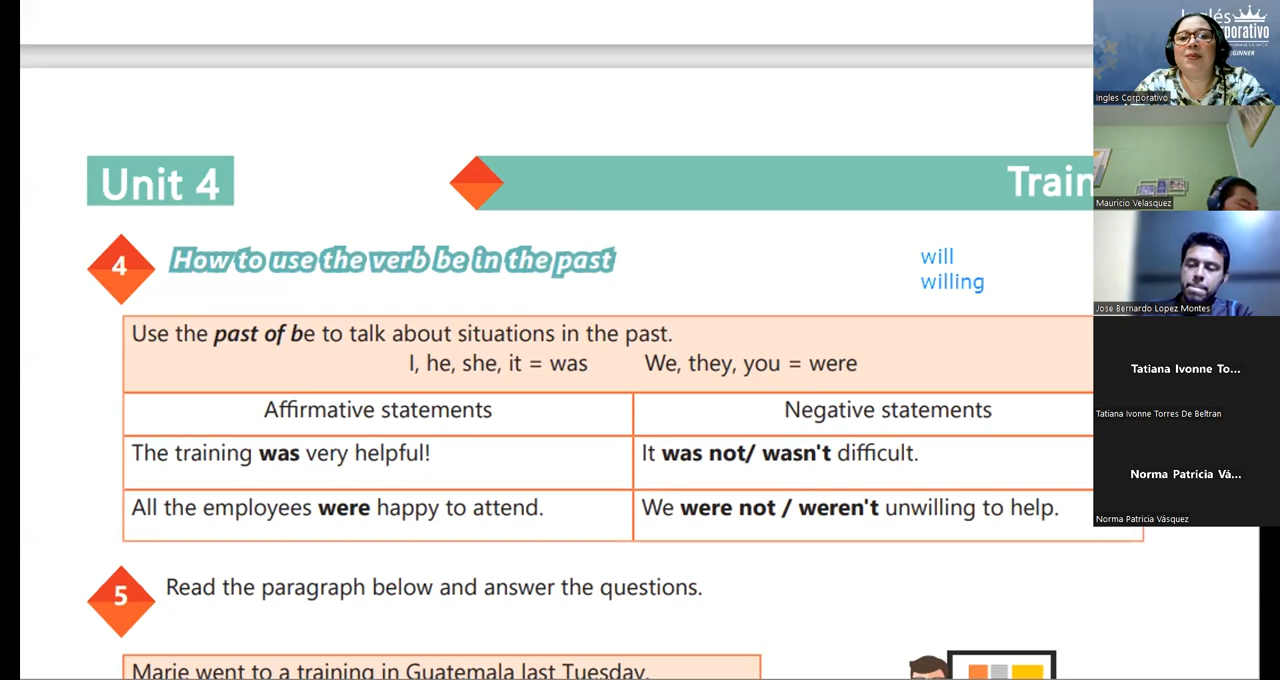 Unit 4
Train
4
How to use the verb be in the past
will
willing
Use the past of be to talk about situations in the past.
I, he, she, it = was We, they, you = were
Affirmative statements
Negative statements
The training was very helpful!
It was not/ wasn't difficult.
All the employees were happy to attend.
We were not / weren't unwilling to help.
5
Read the paragraph below and answer the questions.
Marie went to a training in Guatemala last Tuesday.
Inglés
Ingles Corporativo
Mauricio Velasquez
Jose Bernardo Lopez Montes
Tatiana Ivonne To...
Tatiana Ivonne Torres De Beltran
Norma Patricia Vá...
Norma Patricia Vásquez